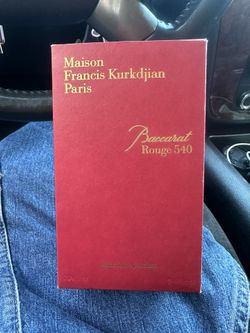 Maison
Francis Kurkdjian
Paris
Baccarat
Rouge 540